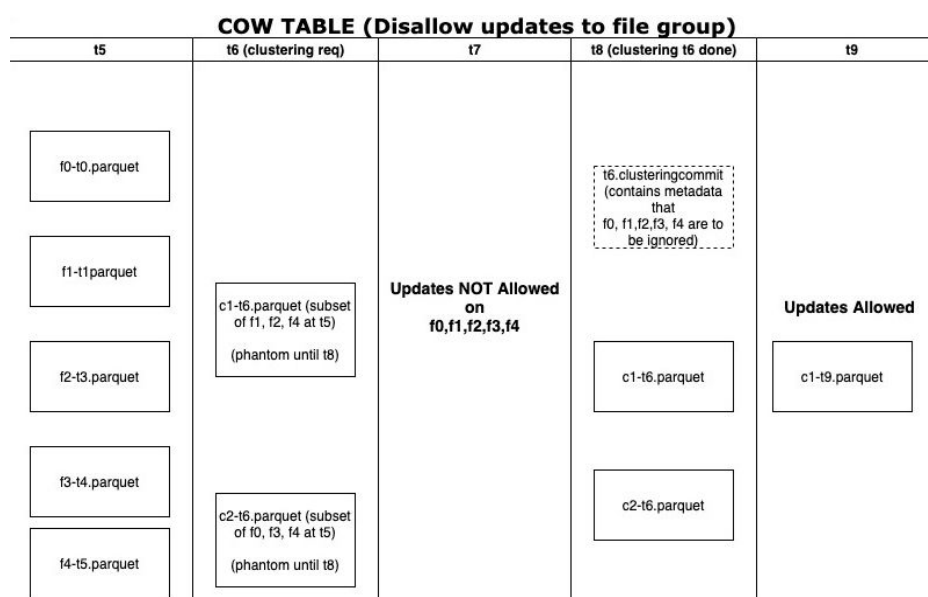 COW TABLE (Disallow updates to file group)
t5
t6 (clustering req)
t7
t8 (clustering t6 done)
t9
f0-t0.parquet
f1-t1parquet
f2-t3.parquet
f3-t4.parquet
f4-t5.parquet
c1-t6.parquet (subset
of f1, f2, f4 at t5)
(phantom until t8)
c2-t6.parquet (subset
of f0, f3, f4 at t5)
(phantom until t8)
Updates NOT Allowed
on
f0,f1,f2,f3,f4
t6.clusteringcommit
(contains metadata
that
f0, f1,f2,f3, f4 are to
be ignored)
c1-t6.parquet
c2-t6.parquet
Updates Allowed
c1-t9.parquet